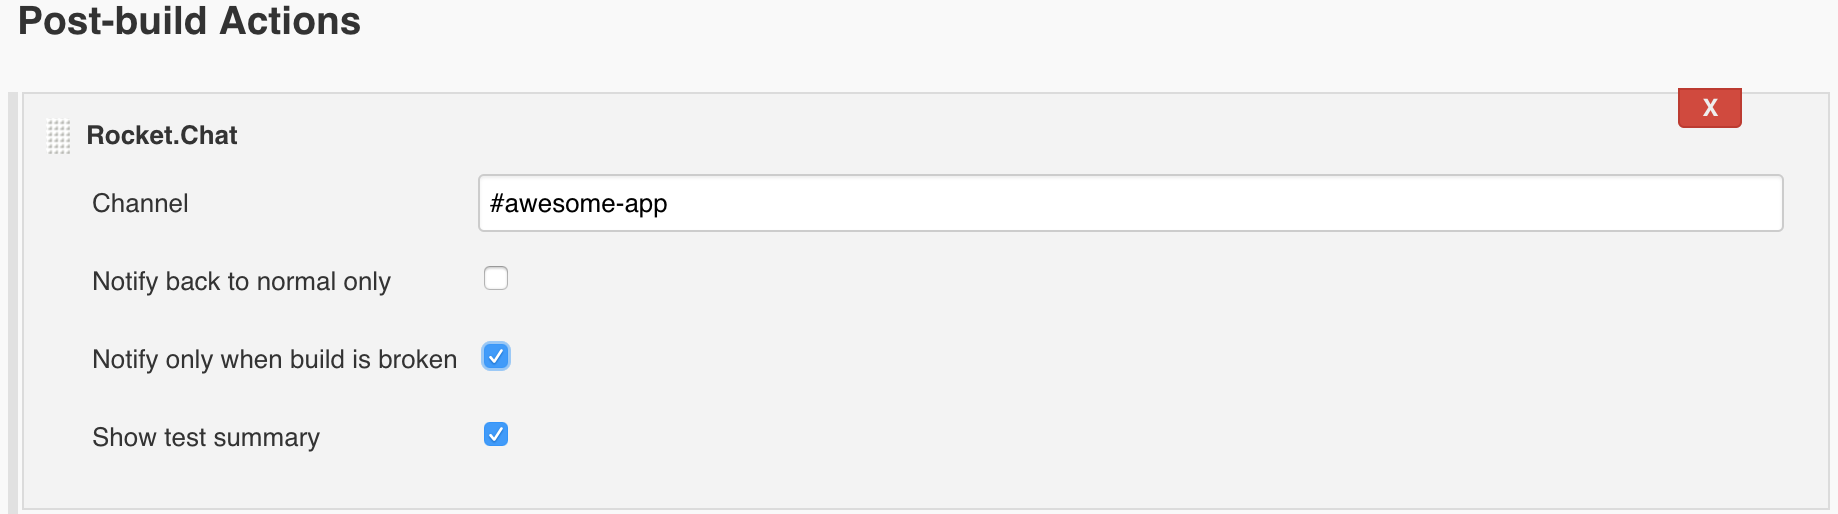 Post-build Actions
X
Rocket.Chat
Channel #awesome-app
Notify back to normal only
Notify only when build is broken
Show test summary